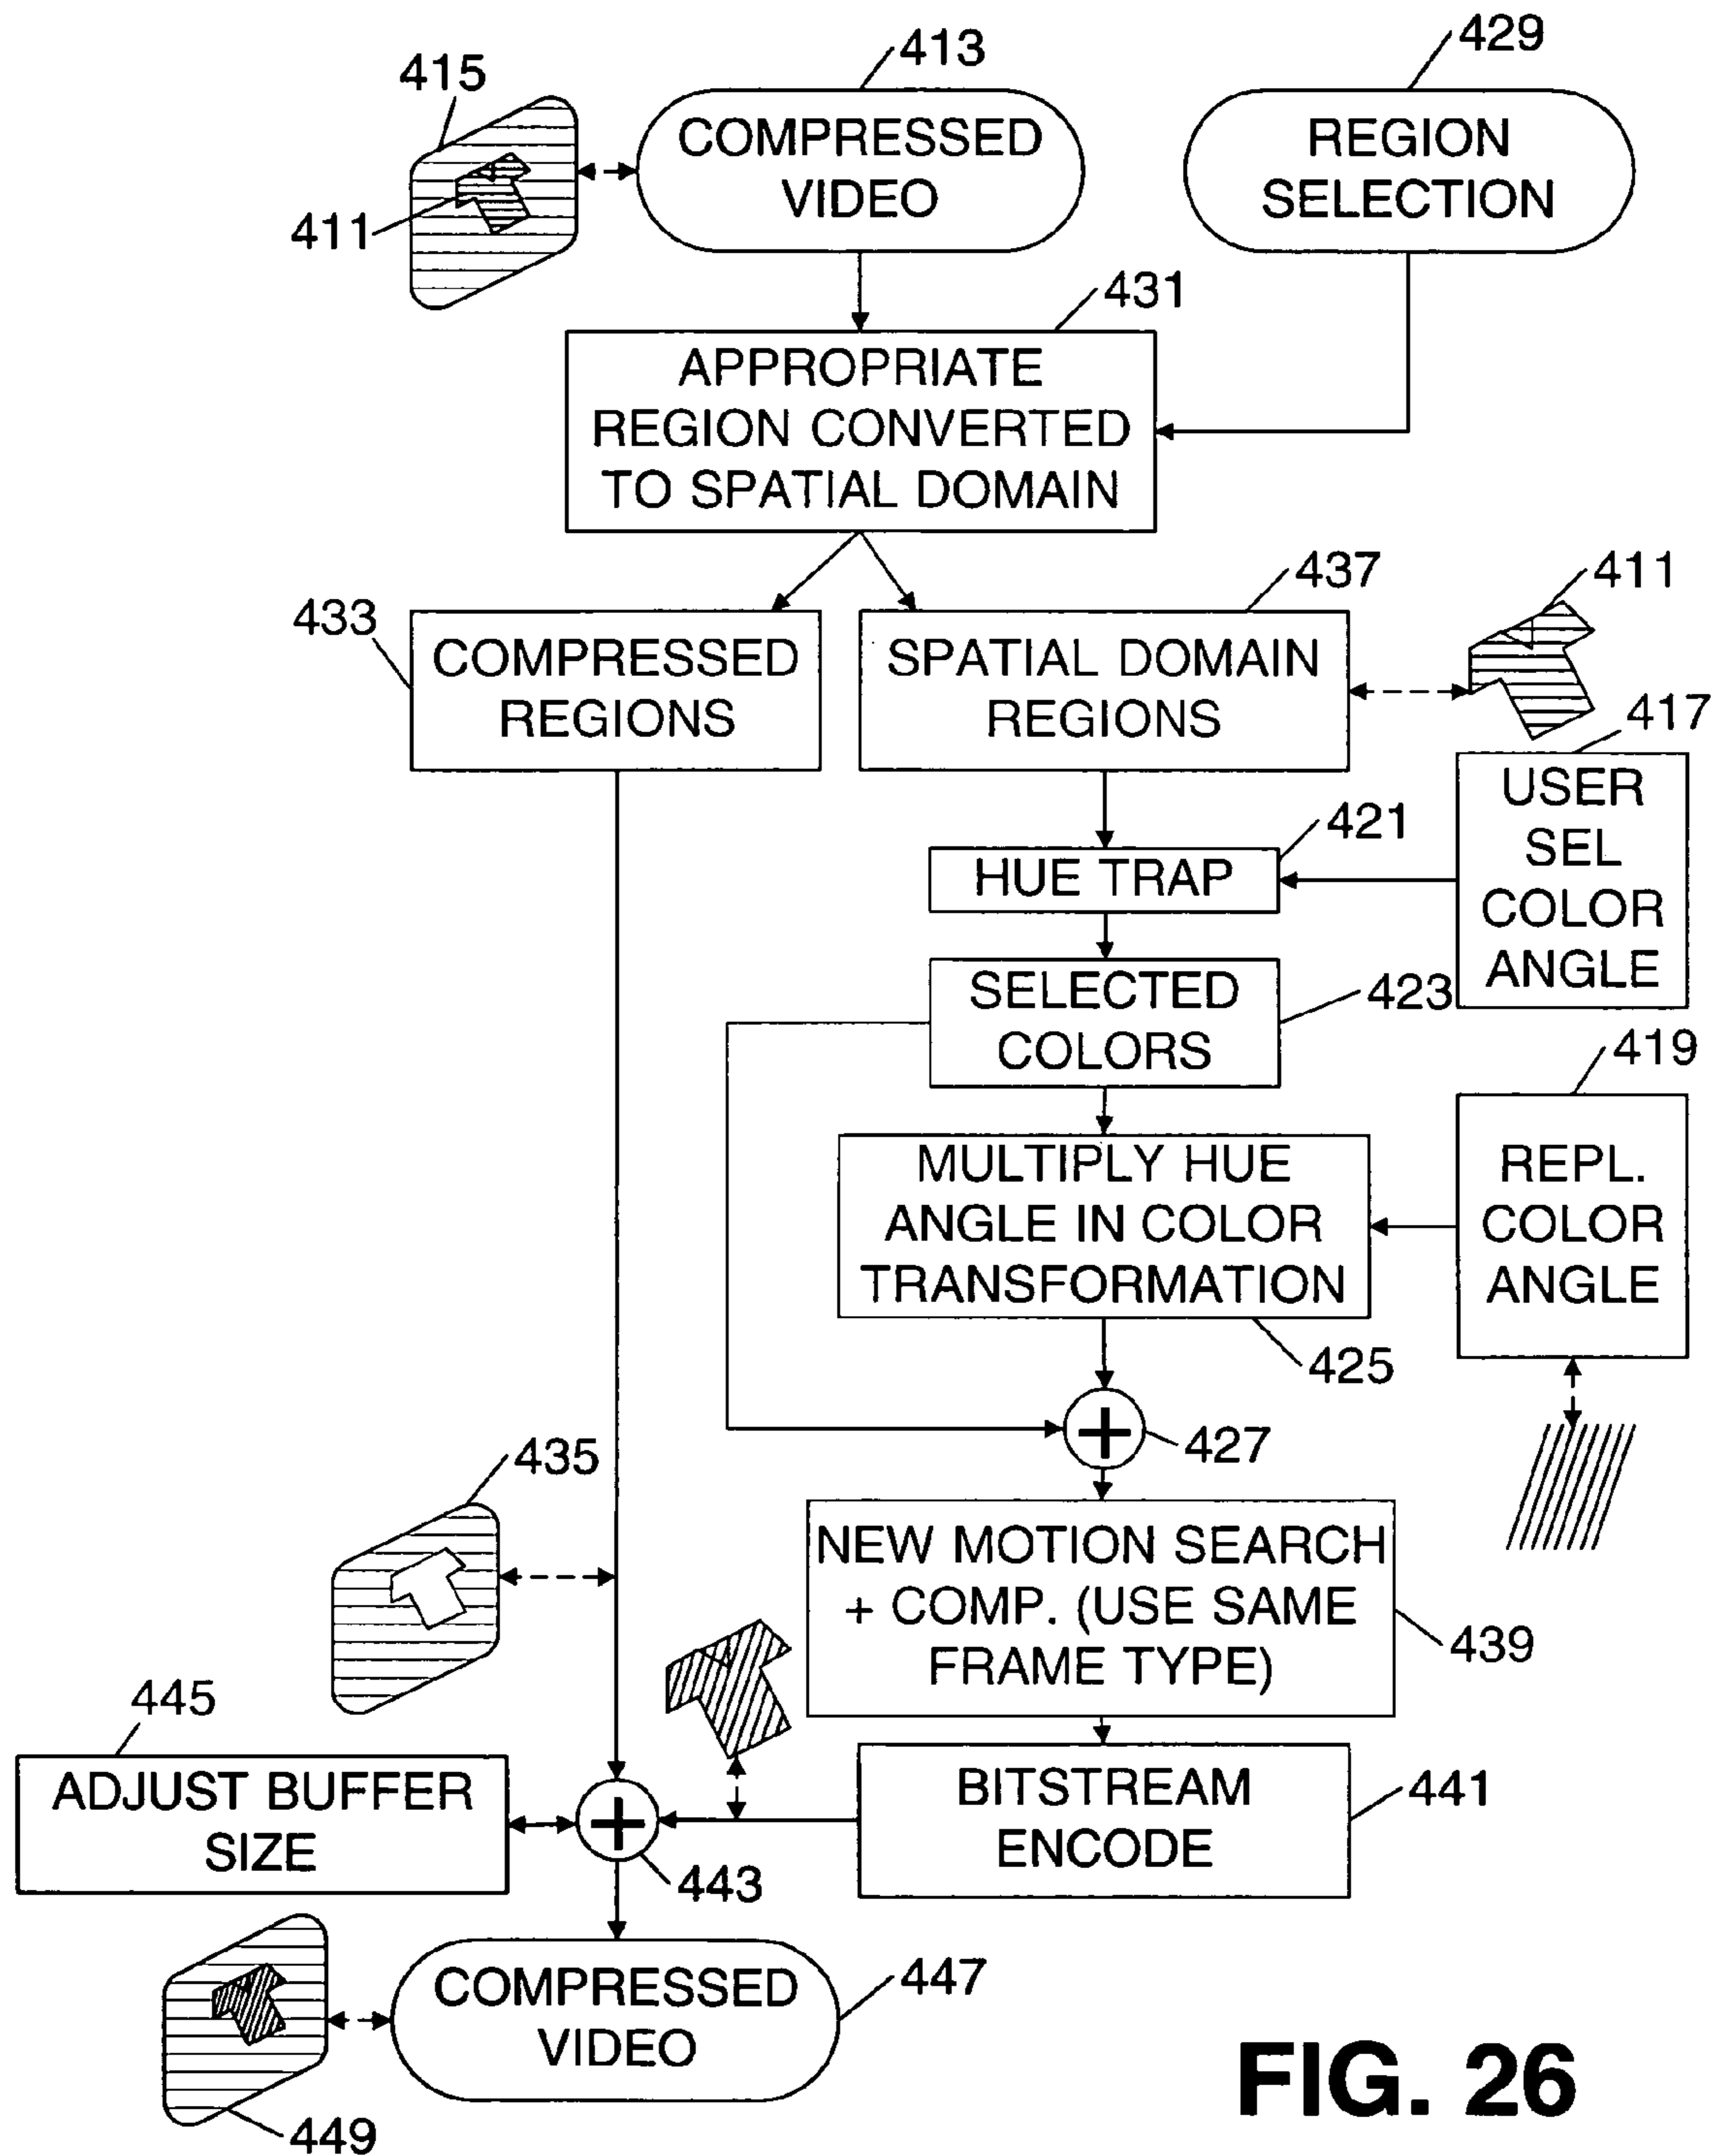 413
429
415
COMPRESSED
VIDEO
REGION
SELECTION
411
431
APPROPRIATE
REGION CONVERTED
TO SPATIAL DOMAIN
437
411
433
COMPRESSED
REGIONS
SPATIAL DOMAIN
REGIONS
417
421
HUE TRAP
USER
SEL
COLOR
ANGLE
SELECTED
COLORS
423
419
MULTIPLY HUE
ANGLE IN COLOR
TRANSFORMATION
REPL.
COLOR
ANGLE
425
+
427
435
NEW MOTION SEARCH
+ COMP. (USE SAME
FRAME TYPE)
439
445
ADJUST BUFFER
SIZE
+
443
BITSTREAM
ENCODE
441
COMPRESSED
VIDEO
447
449
FIG. 26